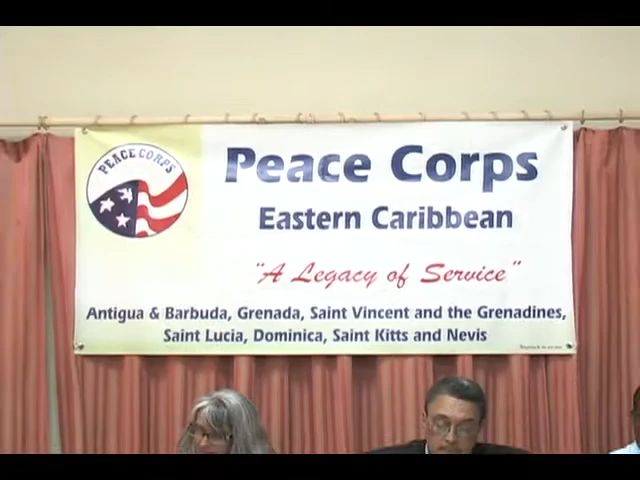 PEACE CORPS
Peace Corps
Eastern Caribbean
"A Legacy of Service"
Antigua & Barbuda, Grenada, Saint Vincent and the Grenadines,
Saint Lucia, Dominica, Saint Kitts and Nevis